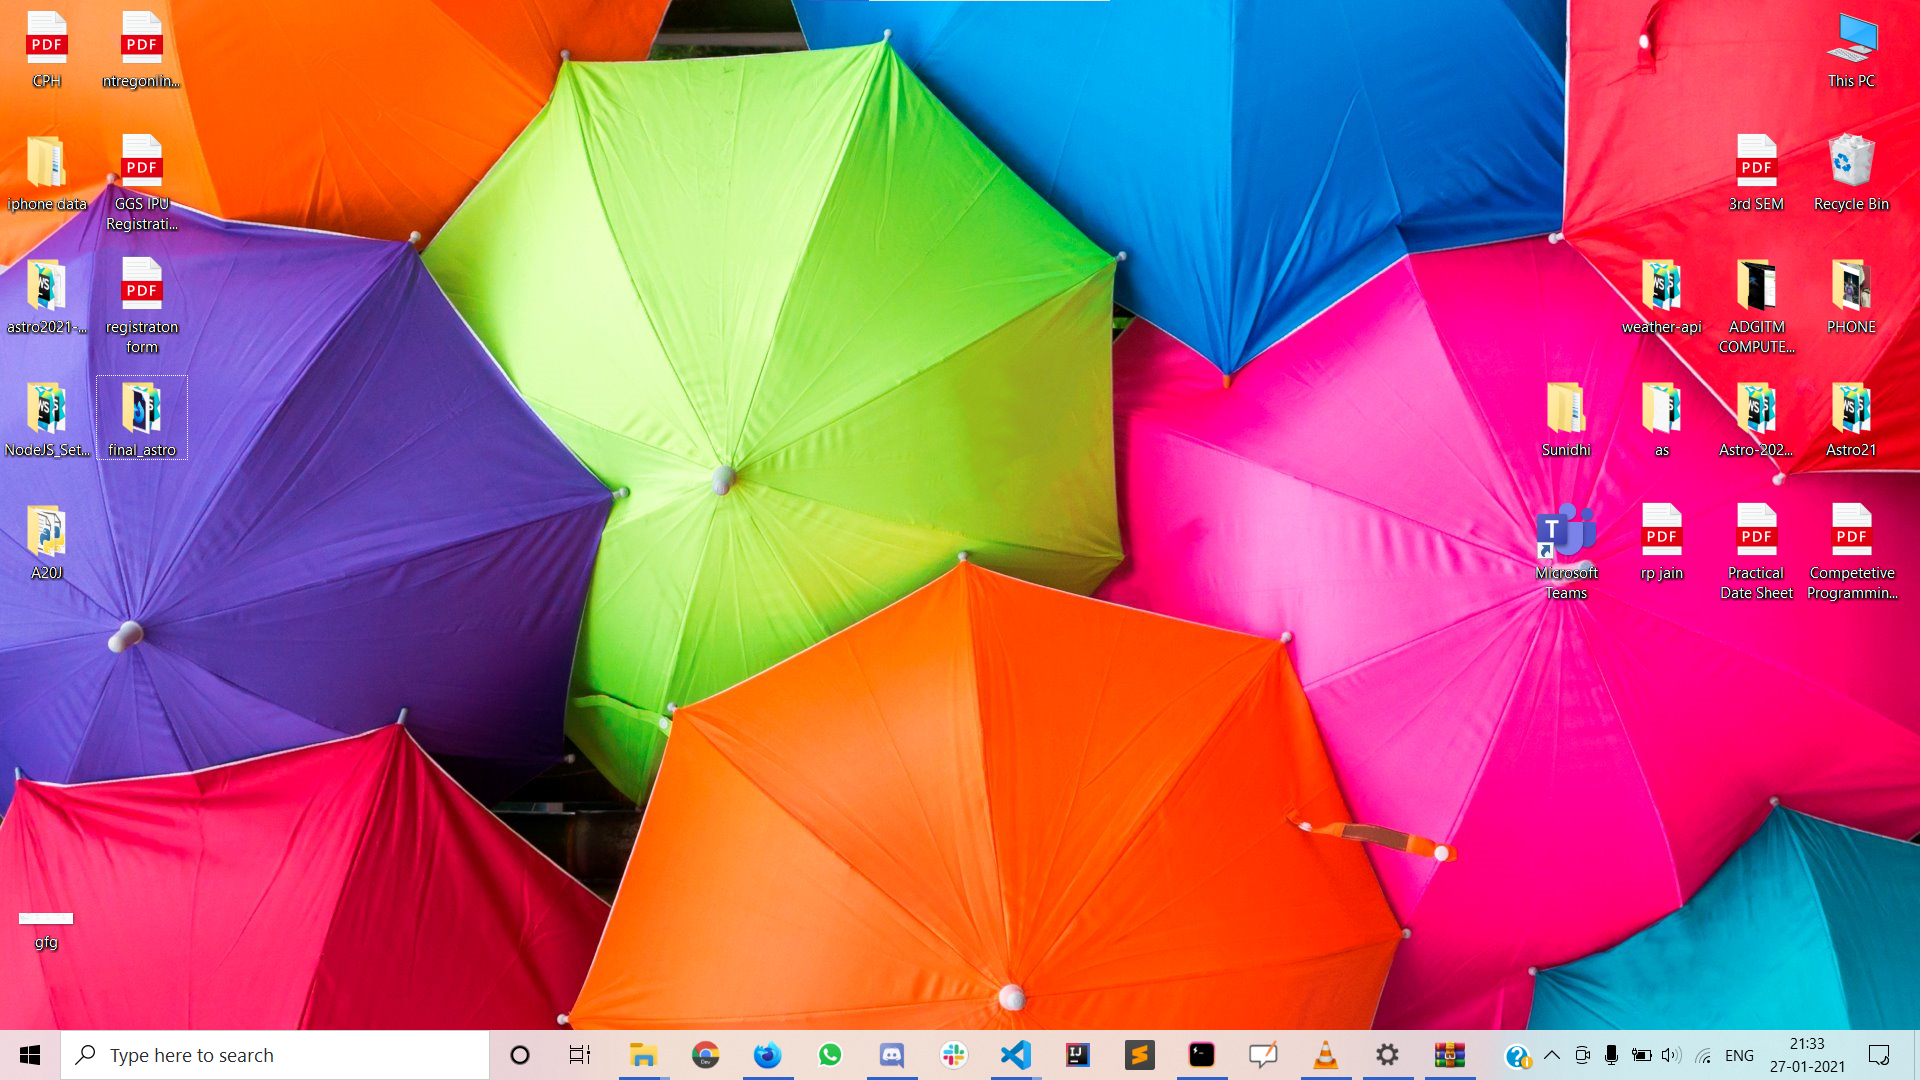 CPH
ntregonlin...
iphone data
GGS IPU
Registrati...
astro2021-...
registraton
form
NodeJS_Set...
final_astro
A20J
gfg
This PC
3rd SEM
Recycle Bin
weather-api
ADGITM
COMPUTE...
PHONE
Sunidhi
as
Astro-202...
Astro21
Microsoft
Teams
rp jain
Practical
Date Sheet
Competetive
Programmin...
PDF
PDF
PDF
PDF
PDF
PDF
PDF
PDF
Type here to search
ENG
21:33
27-01-2021